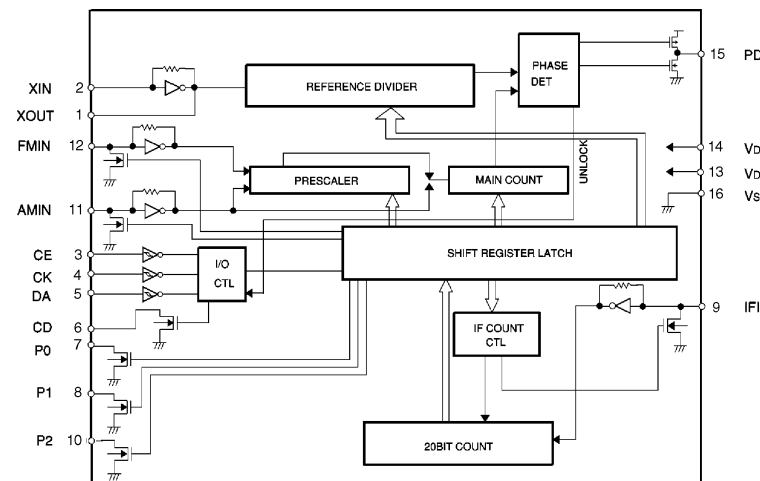 XIN 2
XOUT 1
FMIN 12
AMIN 11
CE 3
CK 4
DA 5
CD 6
P0 7
P1 8
P2 10
REFERENCE DIVIDER
PHASE
DET
UNLOCK
PRESCALER
MAIN COUNT
SHIFT REGISTER LATCH
I/O
CTL
IF COUNT
CTL
20BIT COUNT
15 PD
14 VD
13 VD
16 VS
9 IFI